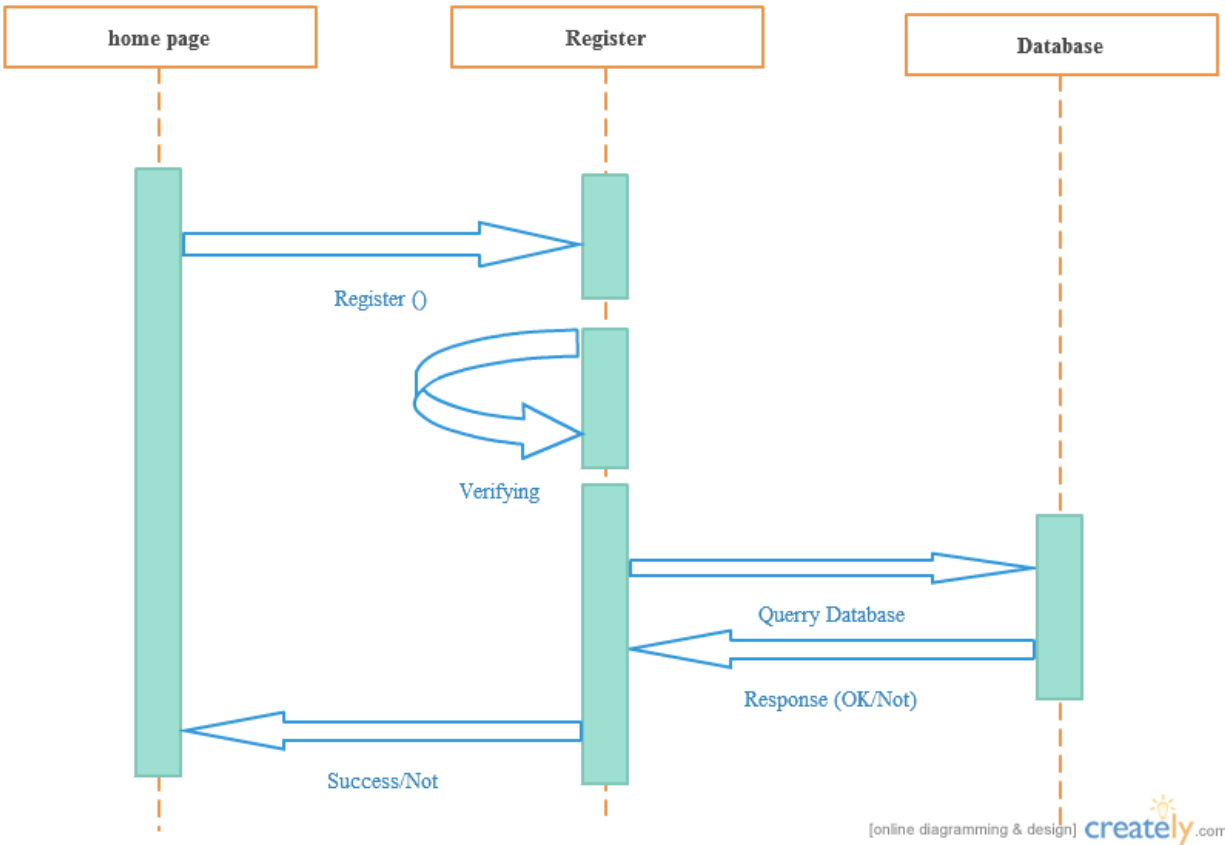 home page
Register
Database
Register ()
Verifying
Querry Database
Response (OK/Not)
Success/Not
[online diagramming & design] creately.com